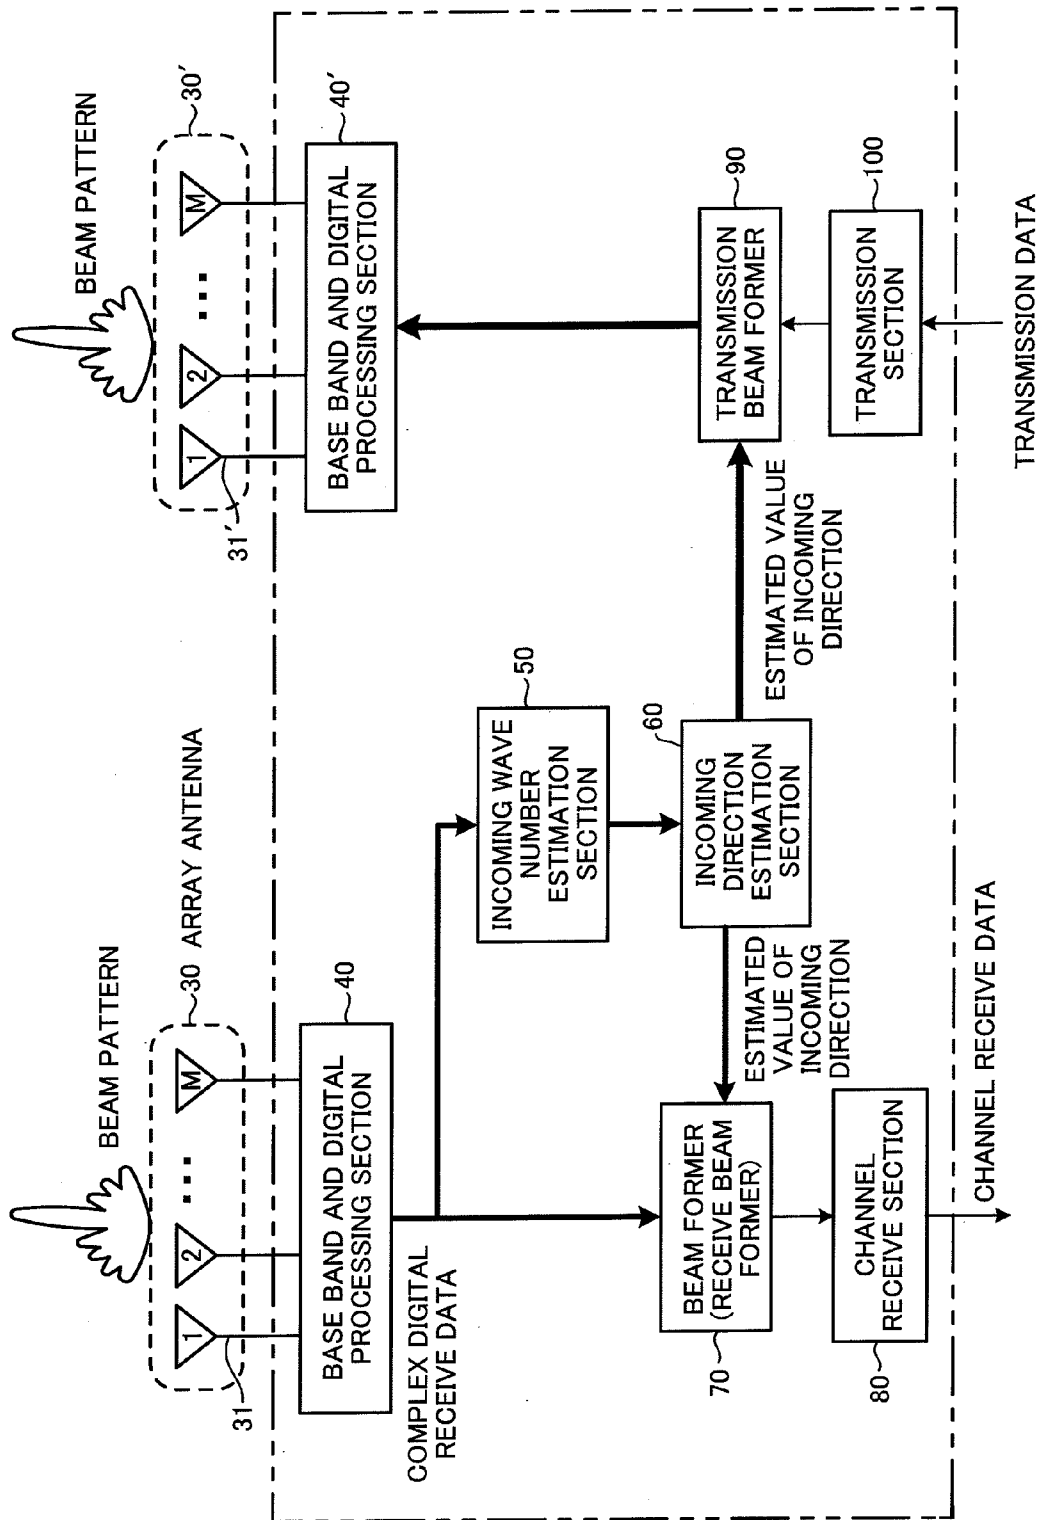 BEAM PATTERN
30 ARRAY ANTENNA
1
2
...
M
31
BASE BAND AND DIGITAL
PROCESSING SECTION
40
COMPLEX DIGITAL
RECEIVE DATA
BEAM PATTERN
30′
1
2
...
M
31′
BASE BAND AND DIGITAL
PROCESSING SECTION
40′
INCOMING WAVE
NUMBER
ESTIMATION
SECTION
50
INCOMING
DIRECTION
ESTIMATION
SECTION
60
ESTIMATED
VALUE OF
INCOMING
DIRECTION
ESTIMATED VALUE
OF INCOMING
DIRECTION
BEAM FORMER
(RECEIVE BEAM
FORMER)
70
CHANNEL
RECEIVE SECTION
80
CHANNEL RECEIVE DATA
TRANSMISSION
BEAM FORMER
90
TRANSMISSION
SECTION
100
TRANSMISSION DATA